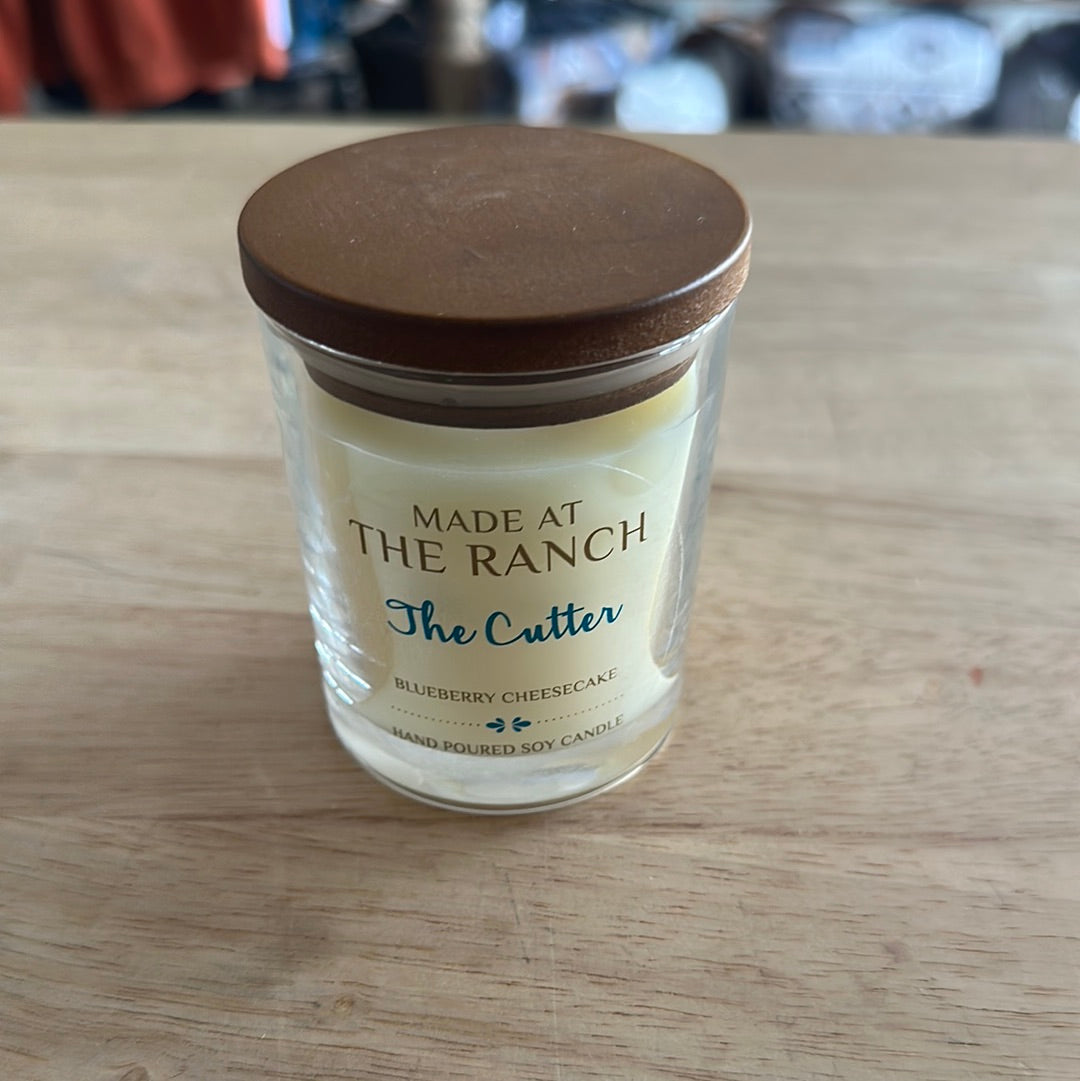 MADE AT
THE RANCH
The Cutter
BLUEBERRY CHEESECAKE
HAND POURED SOY CANDLE